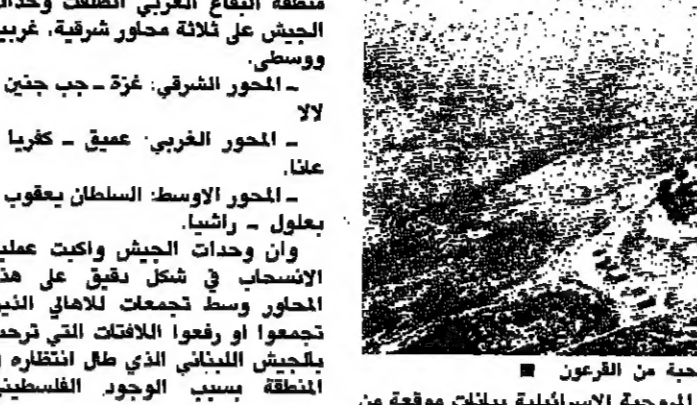 منطقة البقاع الغربي انطلقت وحدات
الجيش على ثلاثة محاور شرقية، غربية
ووسطى.
ـ المحور الشرقي: غزة ـ جب جنين
لالا
ـ المحور الغربي: عميق ـ كفريا
عانا.
ـ المحور الاوسط: السلطان يعقوب
بعلول ـ راشيا.
وان وحدات الجيش واكبت عملية
الانسحاب في شكل دقيق على هذه
المحاور وسط تجمعات للاهالي الذين
تجمعوا او رفعوا اللافتات التي ترحب
بالجيش اللبناني الذي طال انتظاره
المنطقة بسبب الوجود الفلسطيني
من القرعون
المروحية الاسرائيلية بيانات موقعة من